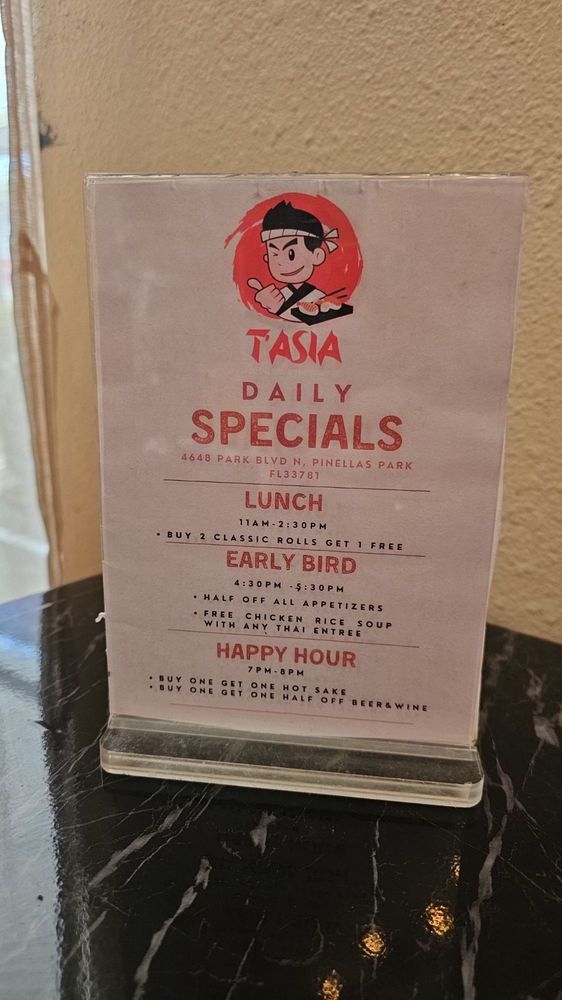 T'ASIA
DAILY
SPECIALS
4648 PARK BLVD N, PINELLAS PARK
FL33781
LUNCH
11AM-2:30PM
• BUY 2 CLASSIC ROLLS GET 1 FREE
EARLY BIRD
4:30PM -5:30PM
• HALF OFF ALL APPETIZERS
• FREE CHICKEN RICE SOUP
WITH ANY THAI ENTREE
HAPPY HOUR
7PM-8PM
• BUY ONE GET ONE HOT SAKE
• BUY ONE GET ONE HALF OFF BEER&WINE